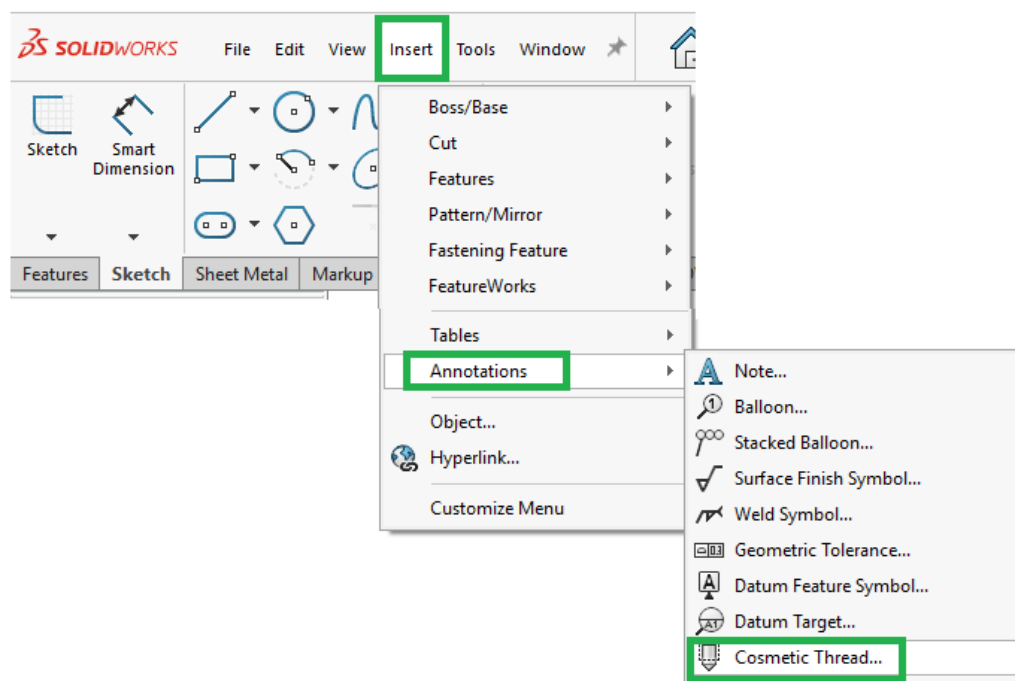 SOLIDWORKS File Edit View Insert Tools Window
Sketch
Smart
Dimension
Features Sketch Sheet Metal Markup
Boss/Base
Cut
Features
Pattern/Mirror
Fastening Feature
FeatureWorks
Tables
Annotations
Object...
Hyperlink...
Customize Menu
Note...
Balloon...
Stacked Balloon...
Surface Finish Symbol...
Weld Symbol...
Geometric Tolerance...
Datum Feature Symbol...
Datum Target...
Cosmetic Thread...